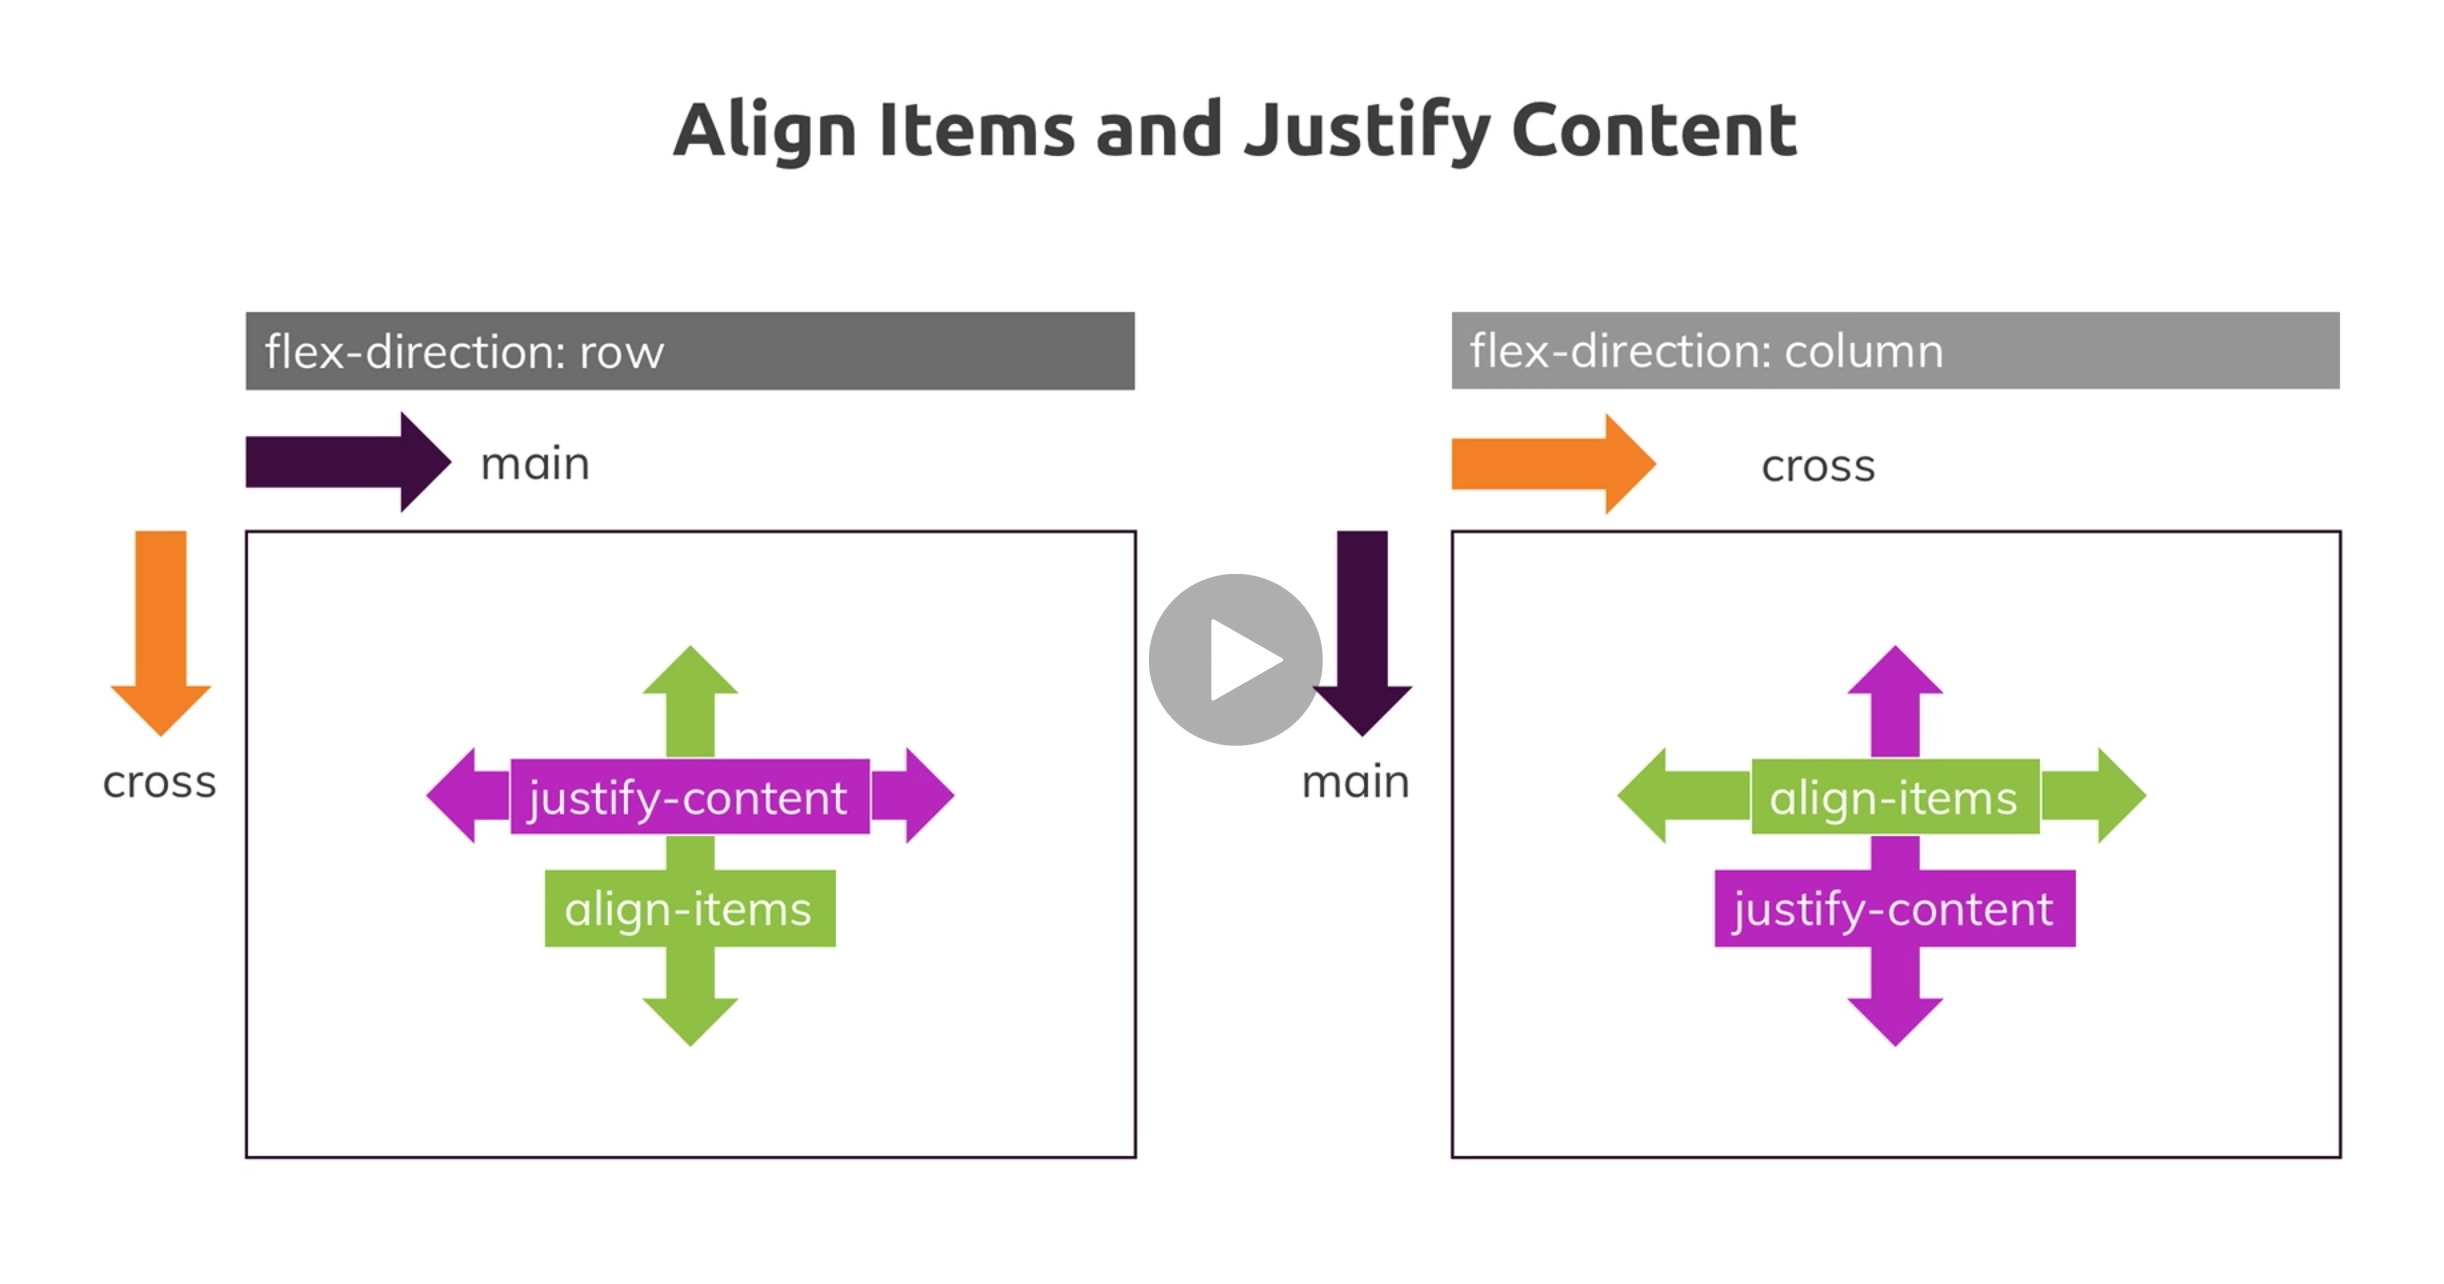 Align Items and Justify Content
flex-direction: row
main
cross
justify-content
align-items
flex-direction: column
cross
main
align-items
justify-content